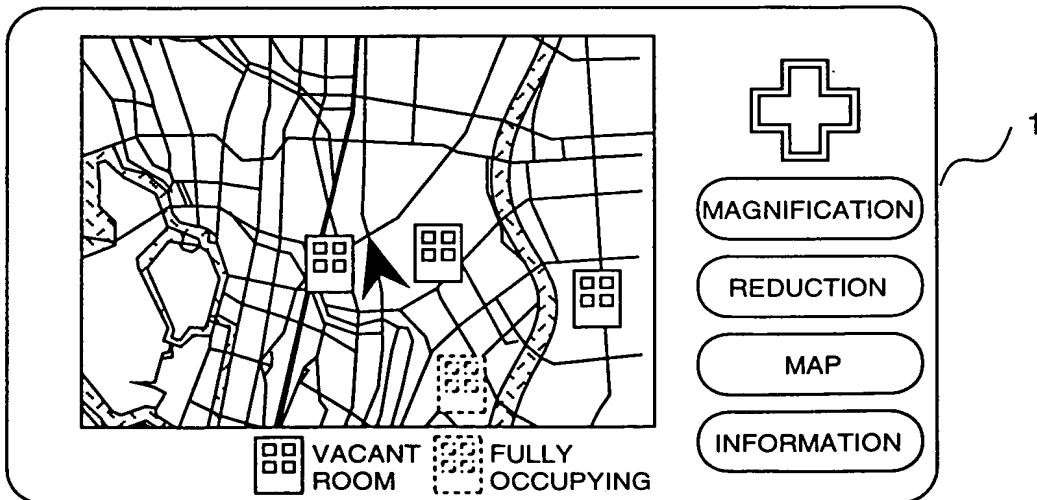 1
MAGNIFICATION
REDUCTION
MAP
INFORMATION
VACANT
ROOM
FULLY
OCCUPYING